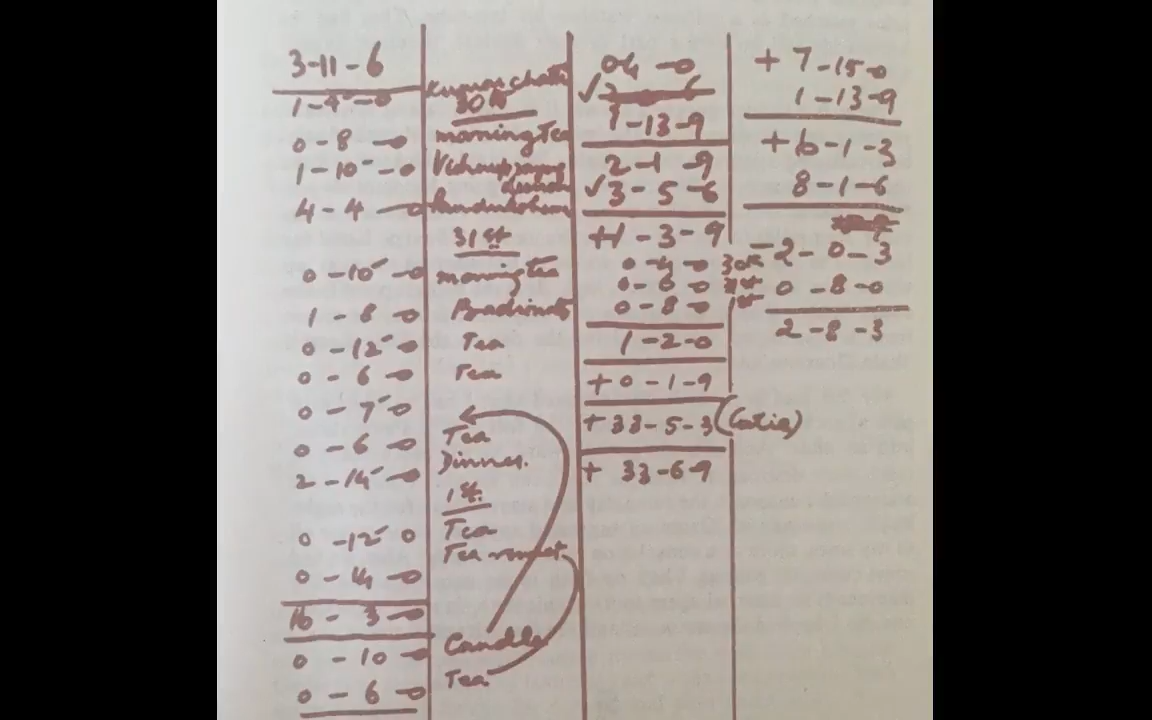 3-11-6
1-4-0
30th
0-8-0 morning tea
1-10-0
4-4-0
31st
0-10-0 morning tea
1-8-0
0-12-0 Tea
0-6-0 Tea
0-7-0
0-6-0 Tea
2-14-0 Dinner.
1st.
0-12-0 Tea
0-4-0 Tea
16-3-0
0-10-0 Candle
0-6-0 Tea
04-0
1-13-9
2-1-9
✓3-5-6
+1-3-9
0-4-0 30th
0-6-0
0-8-0
1-2-0
+0-1-9
+33-5-3
+ 33-6-9
+ 7-15-0
1-13-9
+6-1-3
8-1-6
2-0-3
0-8-0
2-8-3